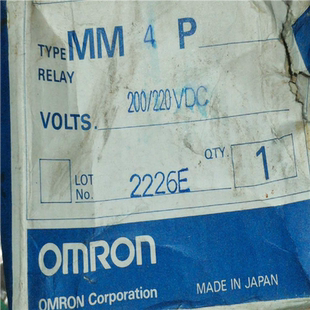 TYPE MM 4 P
RELAY
200/220 VDC
VOLTS.
QTY. 1
LOT No. 2226E
OMRON
OMRON Corporation MADE IN JAPAN